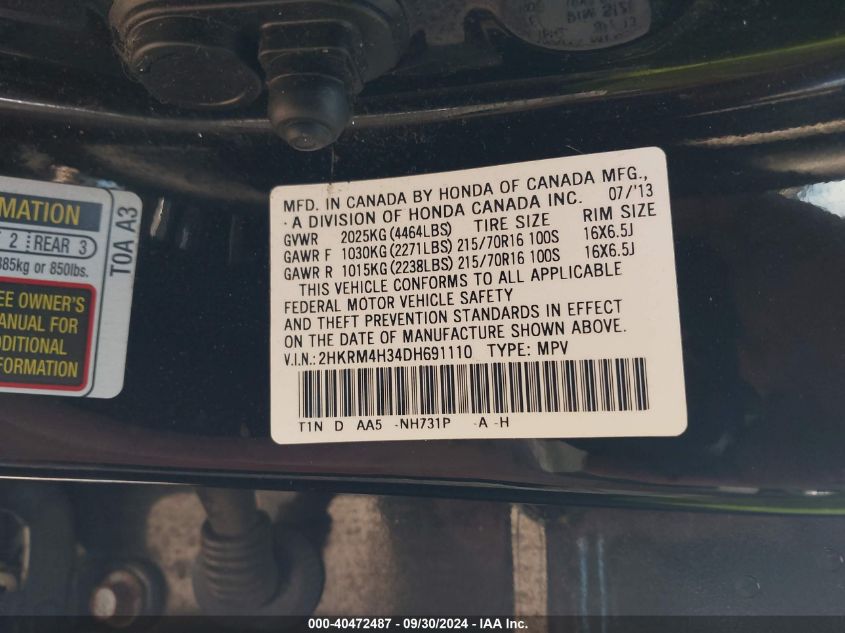 B12G 215
MATION
2 REAR 3
385kg or 850lbs.
TOA A3
EE OWNER'S
ANUAL FOR
DDITIONAL
FORMATION
MFD. IN CANADA BY HONDA OF CANADA MFG.,
A DIVISION OF HONDA CANADA INC. 07/'13
GVWR 2025KG(4464LBS) TIRE SIZE RIM SIZE
GAWR F 1030KG(2271LBS) 215/70R16 100S 16X6.5J
GAWR R 1015KG(2238LBS) 215/70R16 100S 16X6.5J
THIS VEHICLE CONFORMS TO ALL APPLICABLE
FEDERAL MOTOR VEHICLE SAFETY
AND THEFT PREVENTION STANDARDS IN EFFECT
ON THE DATE OF MANUFACTURE SHOWN ABOVE.
V.I.N.: 2HKRM4H34DH691110 TYPE: MPV
T1N D AA5 -NH731P -A -H
000-40472487 - 09/30/2024 - IAA Inc.